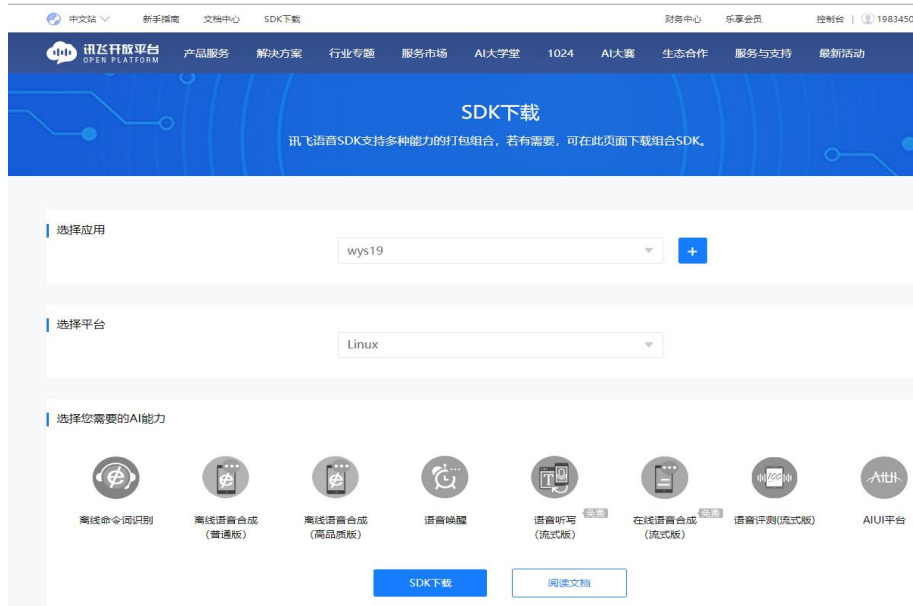 中文站 新手指南 文档中心 SDK下载 财务中心 乐享会员 控制台 | 1983450
讯飞开放平台 产品服务 解决方案 行业专题 服务市场 AI大学堂 1024 AI大赛 生态合作 服务与支持 最新活动
OPEN PLATFORM
SDK下载
讯飞语音SDK支持多种能力的打包组合，若有需要，可在此页面下载组合SDK。
选择应用
wys19
+
选择平台
Linux
选择您需要的AI能力
离线命令词识别 离线语音合成 离线语音合成 语音唤醒 语音听写 免费 在线语音合成 免费 语音评测(流式版) AIUI平台
(普通版) (高品质版) (流式版) (流式版)
SDK下载 阅读文档